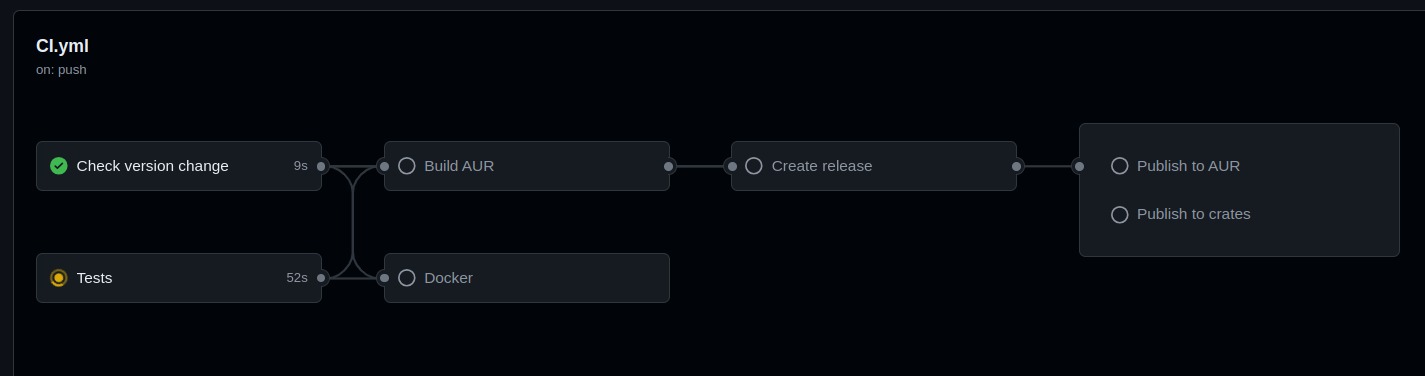 CI.yml
on: push
Check version change 9s
Build AUR
Create release
Publish to AUR
Publish to crates
Tests 52s
Docker